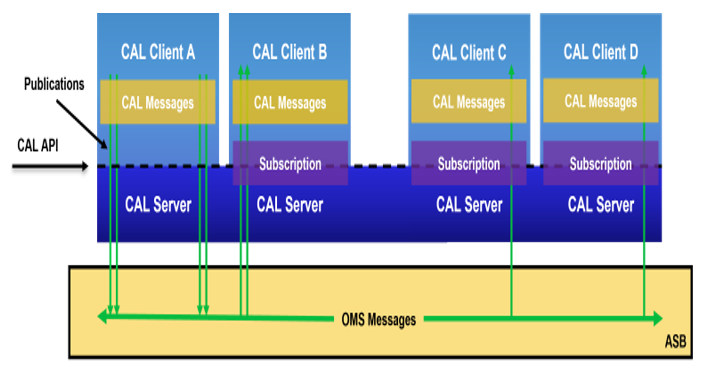 CAL Client A
CAL Client B
CAL Client C
CAL Client D
Publications
CAL Messages
CAL Messages
CAL Messages
CAL Messages
CAL API
Subscription
Subscription
Subscription
CAL Server
CAL Server
CAL Server
CAL Server
OMS Messages
ASB